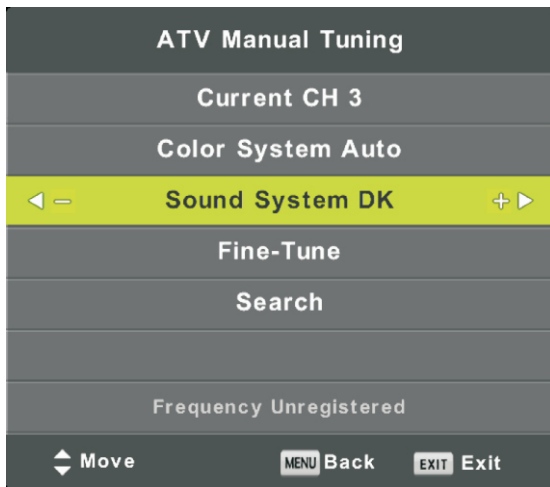 ATV Manual Tuning
Current CH 3
Color System Auto
− Sound System DK +
Fine-Tune
Search
Frequency Unregistered
Move MENU Back EXIT Exit